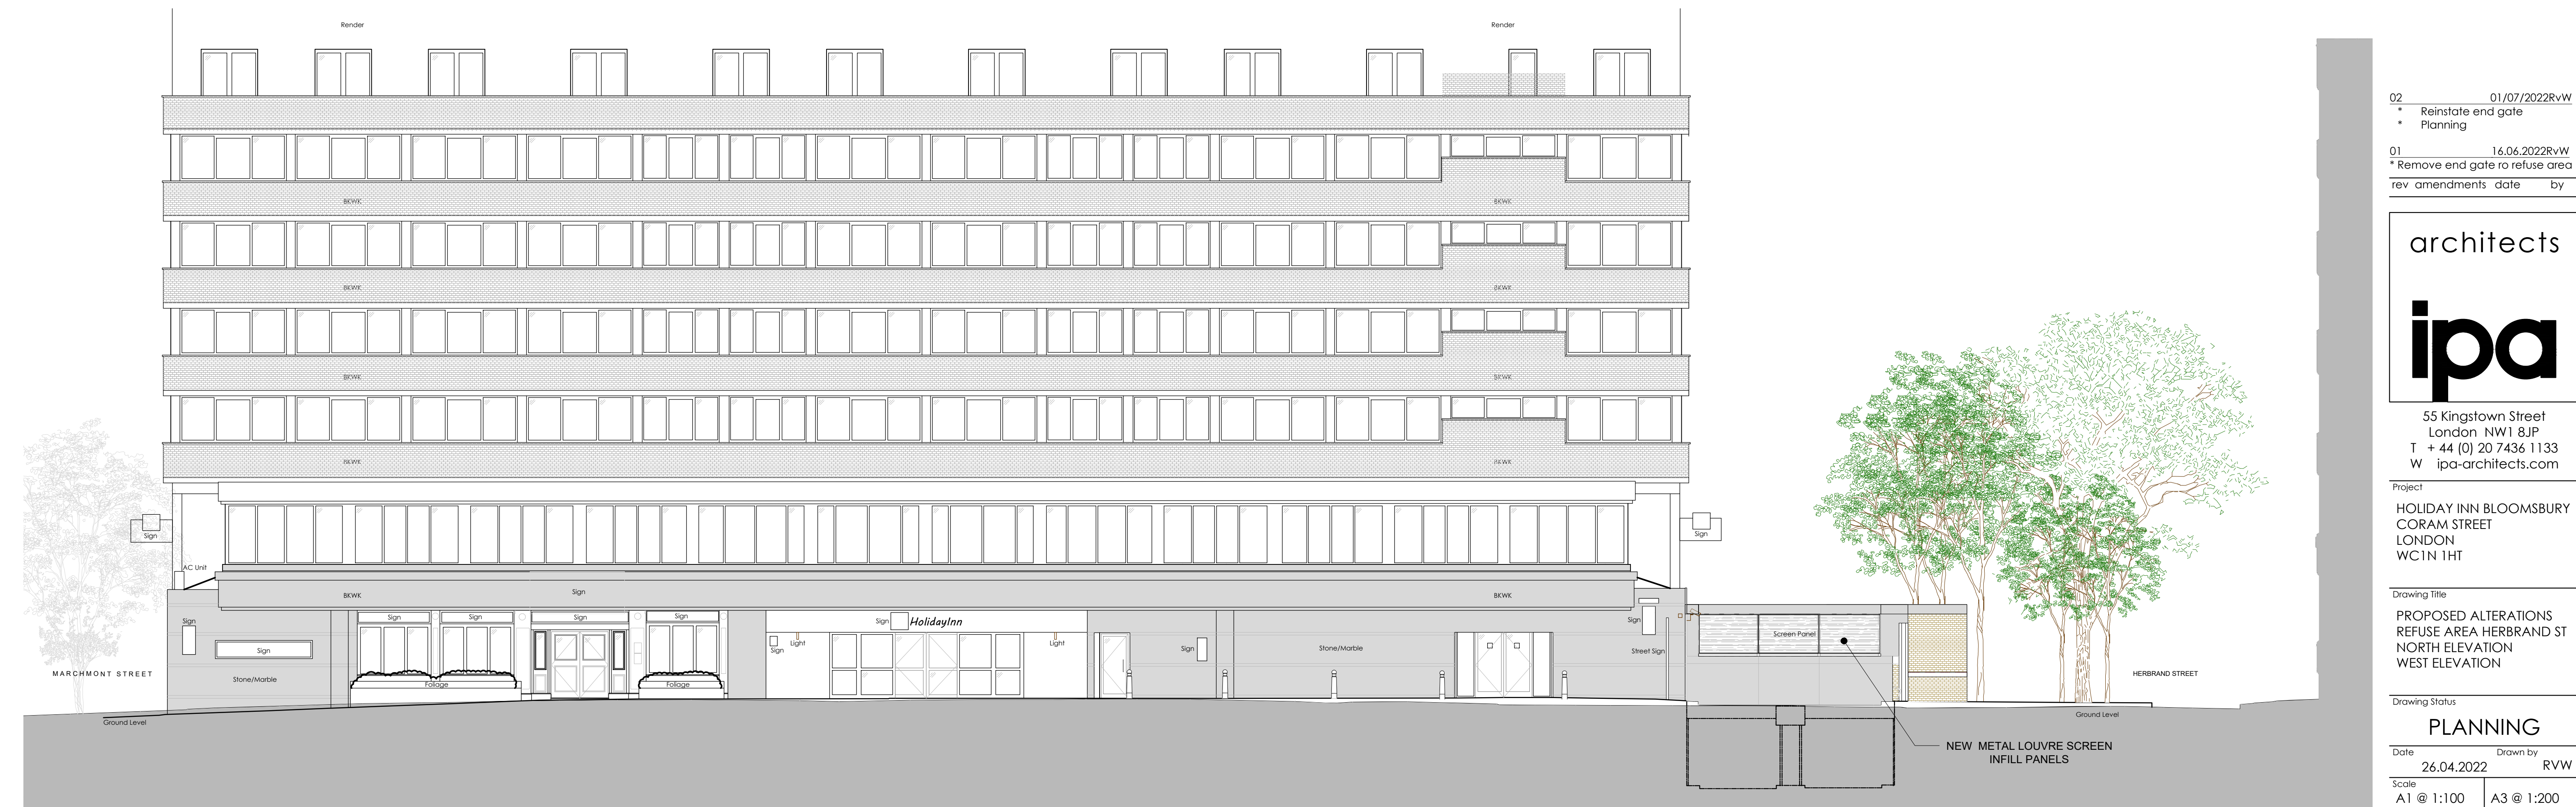 Render
Render
BKWK
BKWK
BKWK
BKWK
BKWK
BKWK
BKWK
BKWK
Sign
Sign
AC Unit
BKWK
Sign
BKWK
Sign
Sign
Sign
Sign
Sign
Sign
HolidayInn
Sign
Light
Sign
Light
Sign
Sign
Stone/Marble
Street Sign
Screen Panel
MARCHMONT STREET
Stone/Marble
Foliage
Foliage
HERBRAND STREET
Ground Level
Ground Level
NEW METAL LOUVRE SCREEN
INFILL PANELS
02 01/07/2022RvW
* Reinstate end gate
* Planning
01 16.06.2022RvW
* Remove end gate ro refuse area
rev amendments date by
architects
ipa
55 Kingstown Street
London NW1 8JP
T + 44 (0) 20 7436 1133
W ipa-architects.com
Project
HOLIDAY INN BLOOMSBURY
CORAM STREET
LONDON
WC1N 1HT
Drawing Title
PROPOSED ALTERATIONS
REFUSE AREA HERBRAND ST
NORTH ELEVATION
WEST ELEVATION
Drawing Status
PLANNING
Date Drawn by
26.04.2022 RVW
Scale
A1 @ 1:100 A3 @ 1:200